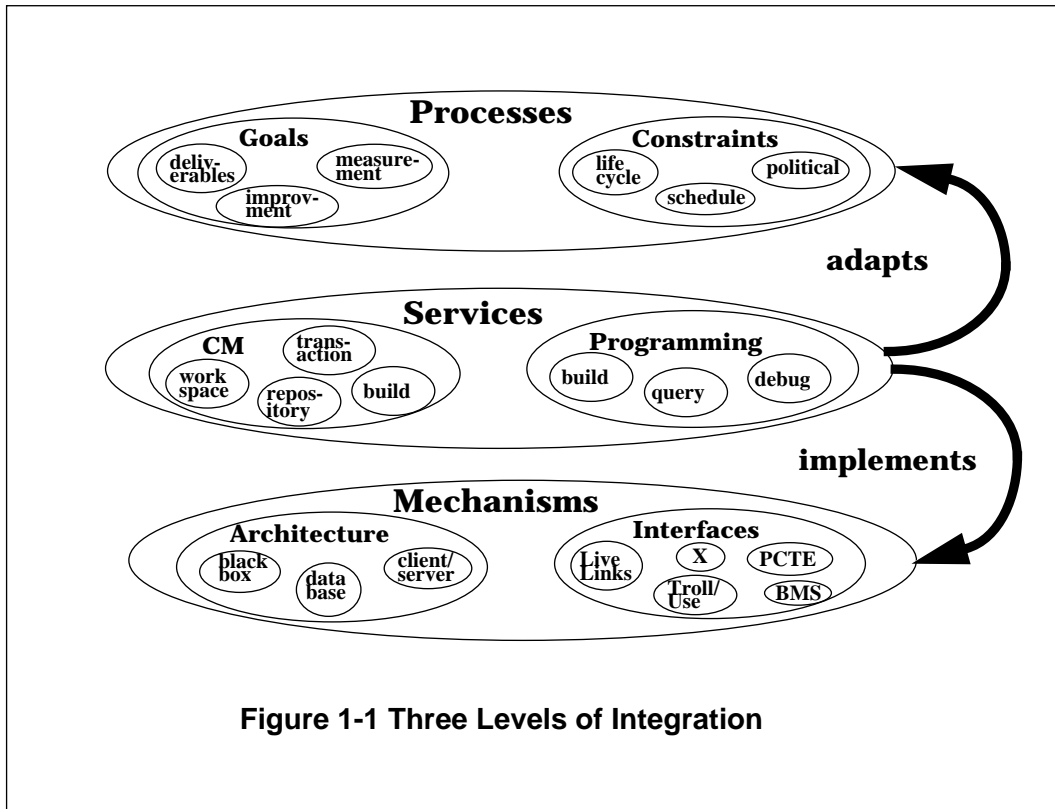 Processes
Goals
deliv-
erables
measure-
ment
improv-
ment
Constraints
life
cycle
political
schedule
adapts
Services
CM
trans-
action
work
space
repos-
itory
build
Programming
build
query
debug
implements
Mechanisms
Architecture
black
box
data
base
client/
server
Interfaces
Live
Links
X
PCTE
Troll/
Use
BMS
Figure 1-1 Three Levels of Integration